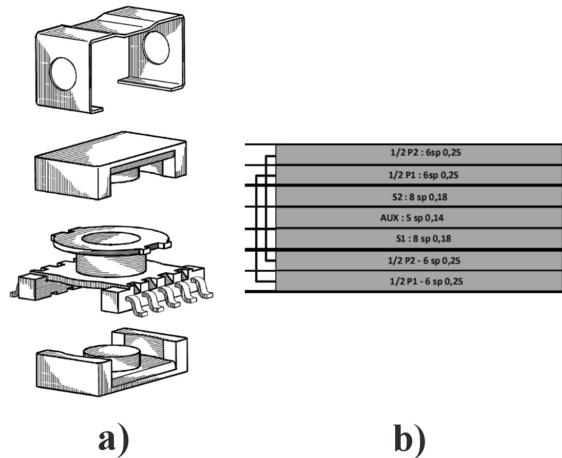 1/2 P2 : 6sp 0,25
1/2 P1 : 6sp 0,25
S2 : 8 sp 0,18
AUX : 5 sp 0,14
S1 : 8 sp 0,18
1/2 P2 - 6 sp 0,25
1/2 P1 - 6 sp 0,25
a) b)